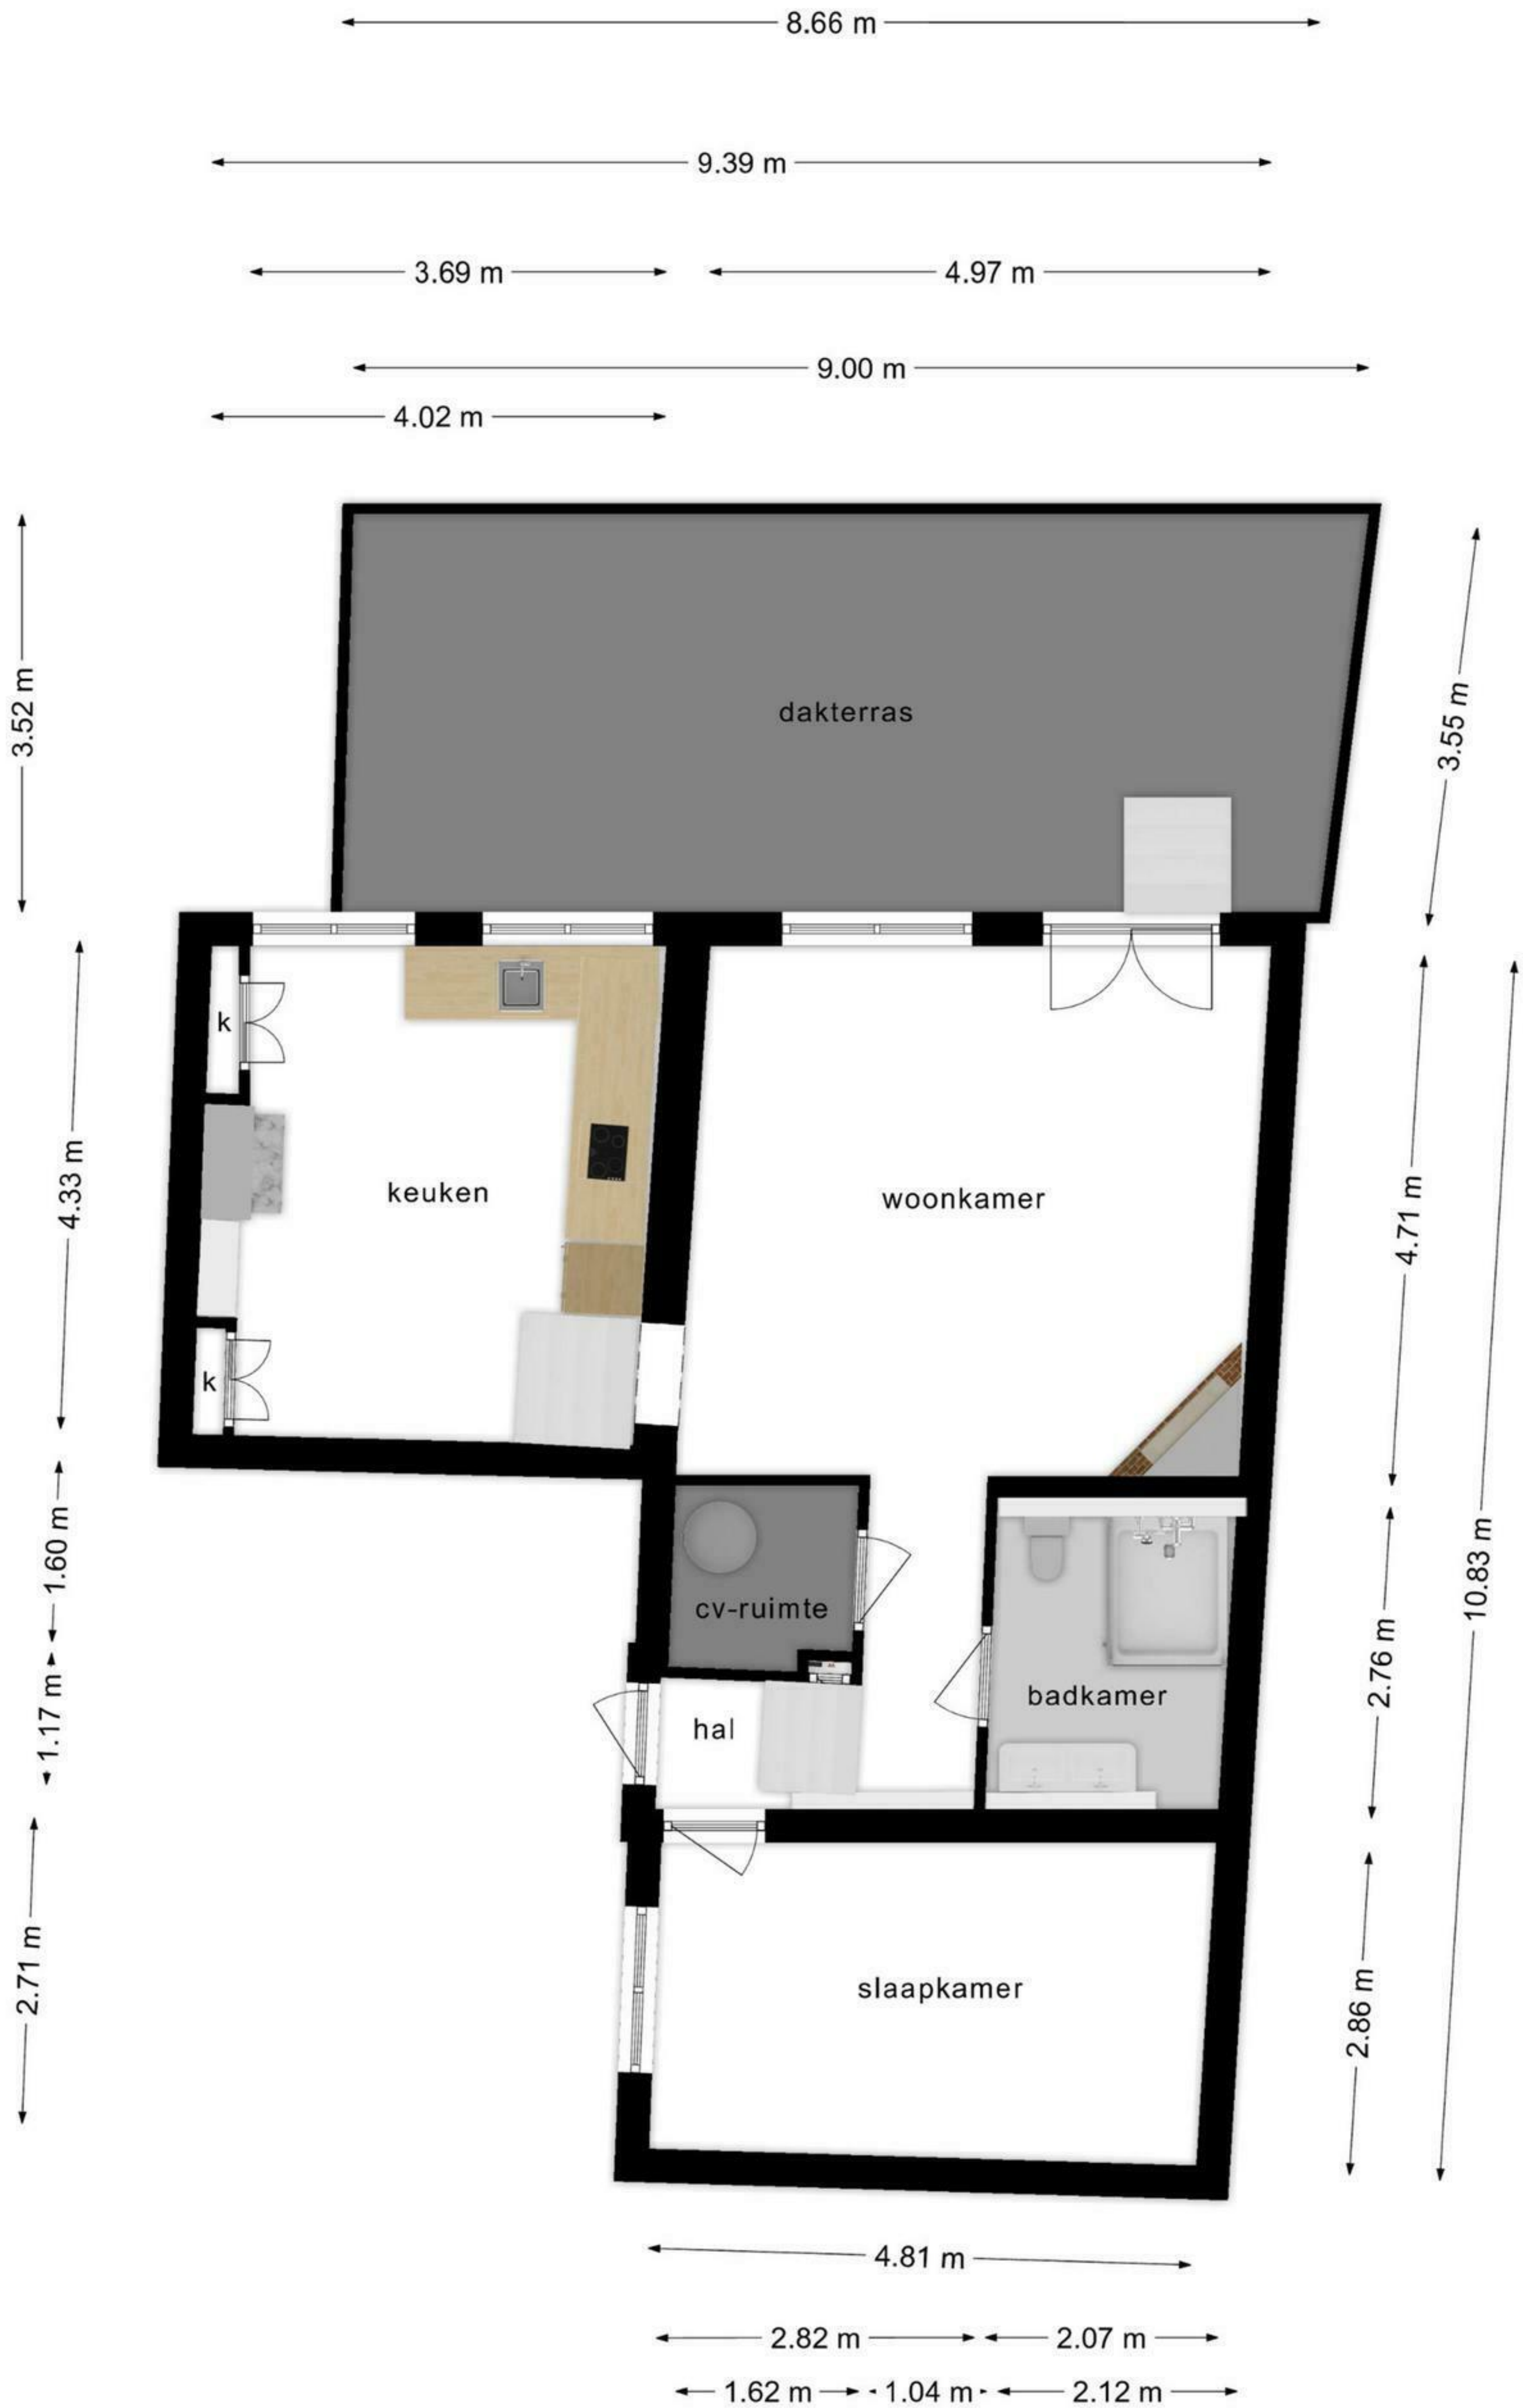 8.66 m
9.39 m
3.69 m
4.97 m
9.00 m
4.02 m
3.52 m
3.55 m
dakterras
k
keuken
woonkamer
4.33 m
4.71 m
k
10.83 m
1.60 m
cv-ruimte
2.76 m
badkamer
1.17 m
hal
slaapkamer
2.71 m
2.86 m
4.81 m
2.82 m
2.07 m
1.62 m
1.04 m
2.12 m